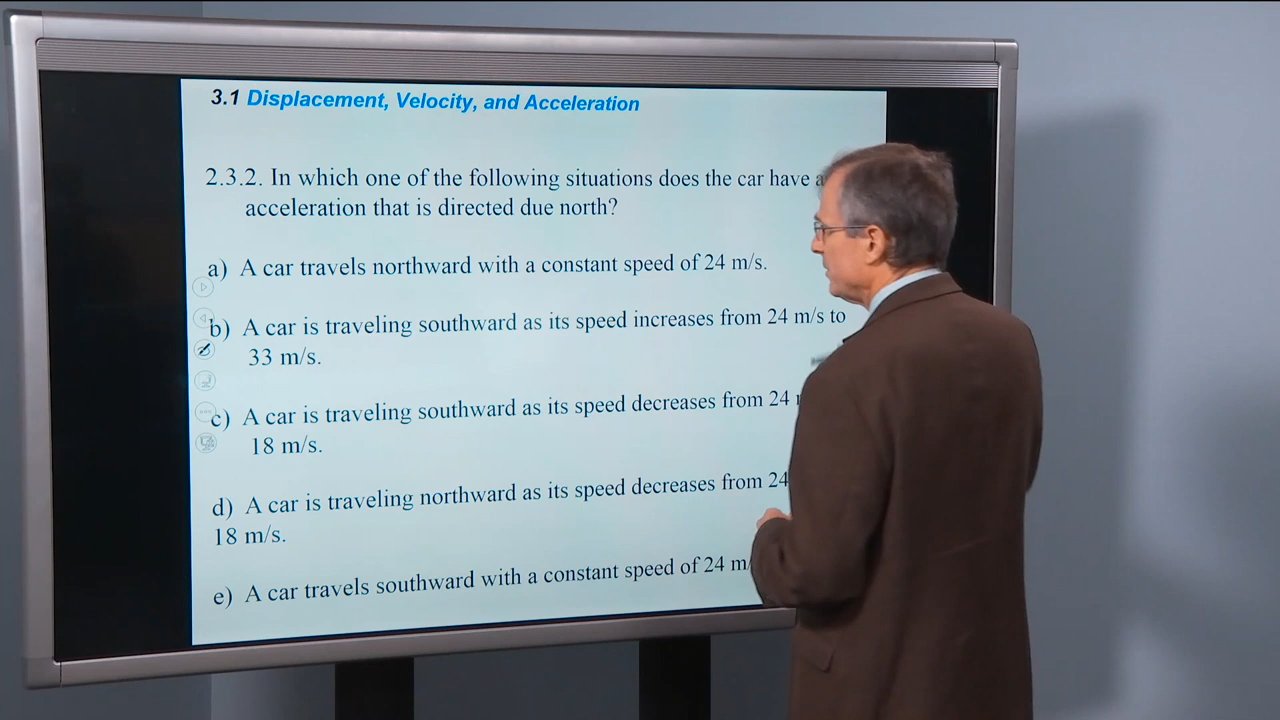 3.1 Displacement, Velocity, and Acceleration
2.3.2. In which one of the following situations does the car have
acceleration that is directed due north?
a) A car travels northward with a constant speed of 24 m/s.
b) A car is traveling southward as its speed increases from 24 m/s to
33 m/s.
c) A car is traveling southward as its speed decreases from 24
18 m/s.
d) A car is traveling northward as its speed decreases from 24
18 m/s.
e) A car travels southward with a constant speed of 24